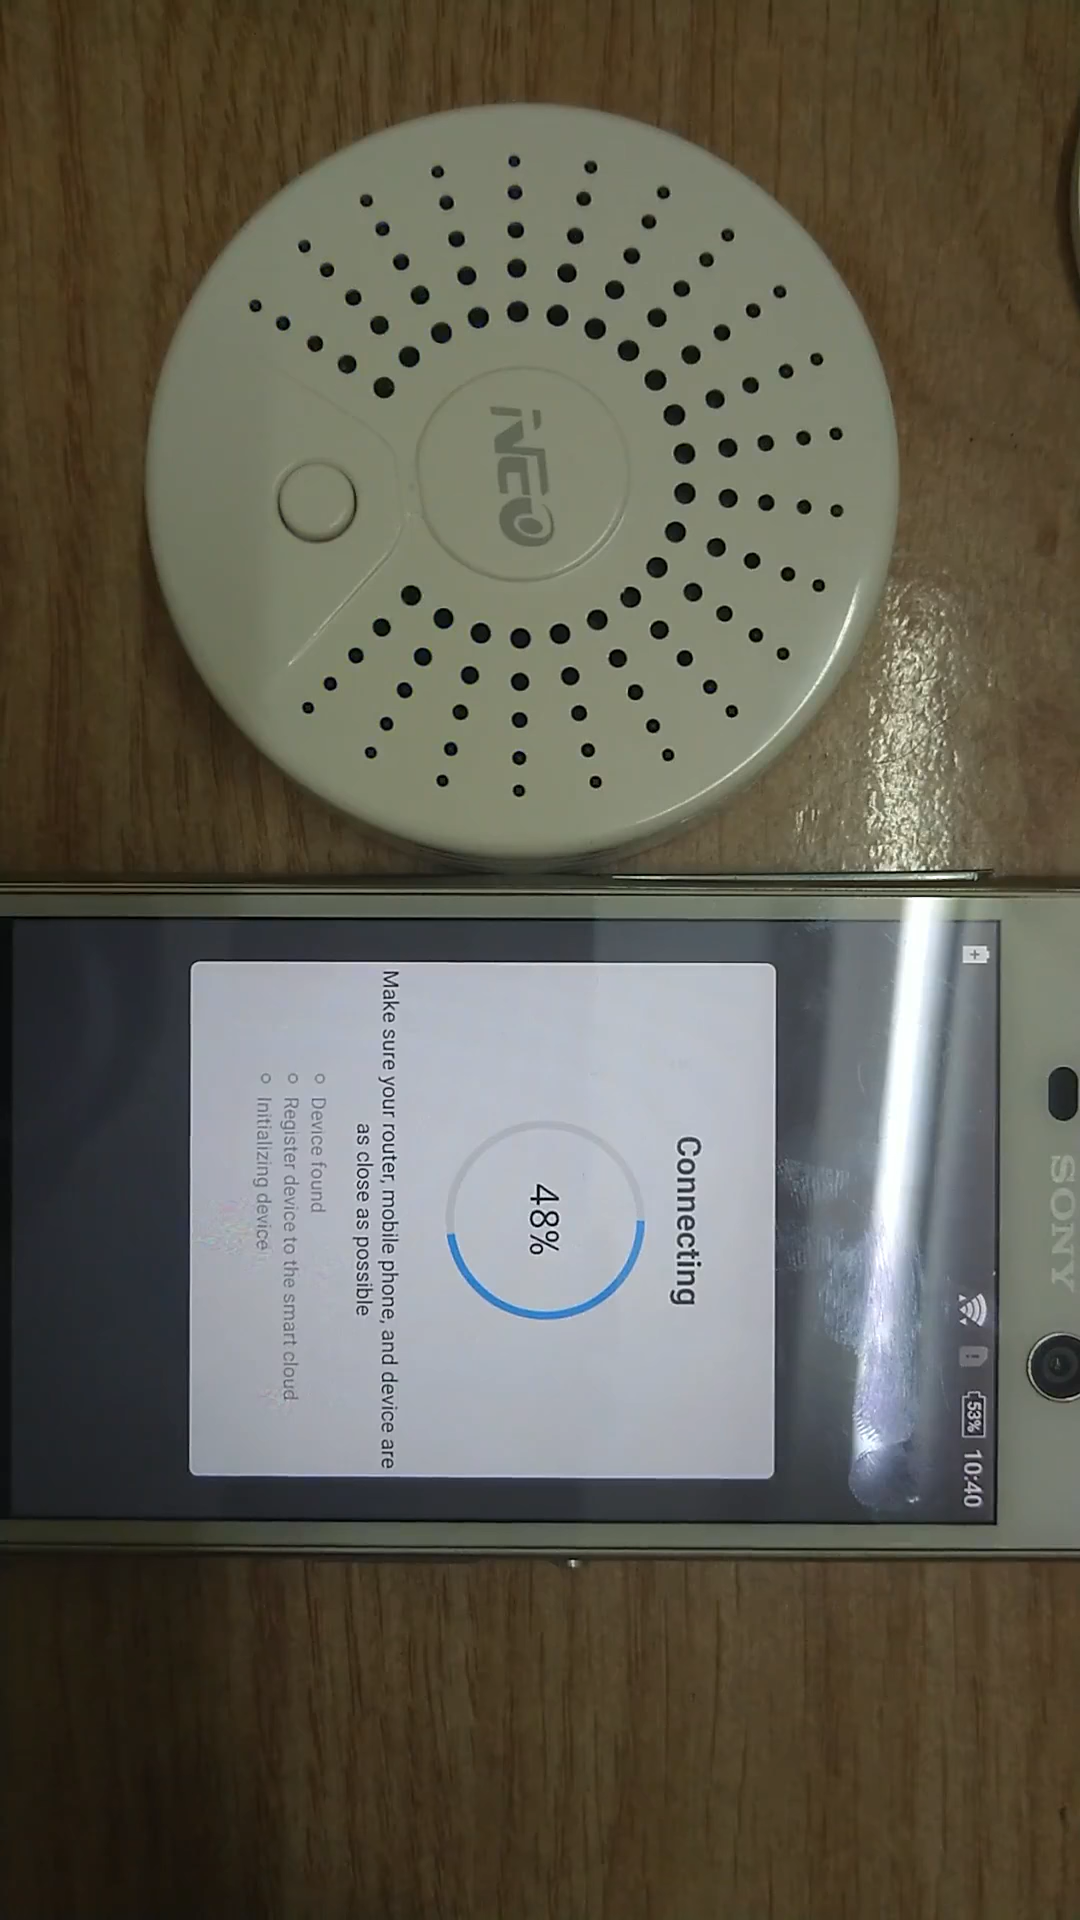 NEO
SONY
53% 10:40
Connecting
48%
Make sure your router, mobile phone, and device are
as close as possible
Device found
Register device to the smart cloud
Initializing device